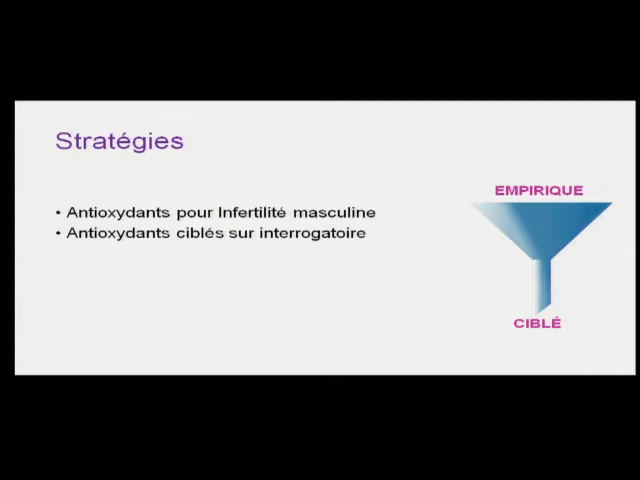 Stratégies
• Antioxydants pour Infertilité masculine
• Antioxydants ciblés sur interrogatoire
EMPIRIQUE
CIBLÉ